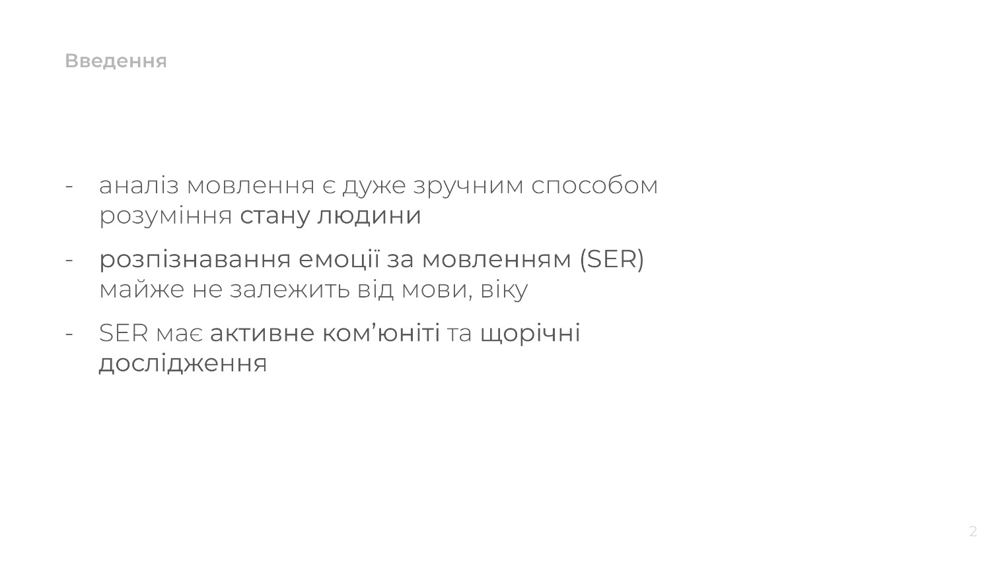 Введення
- аналіз мовлення є дуже зручним способом
розуміння стану людини
- розпізнавання емоції за мовленням (SER)
майже не залежить від мови, віку
- SER має активне ком’юніті та щорічні
дослідження
2